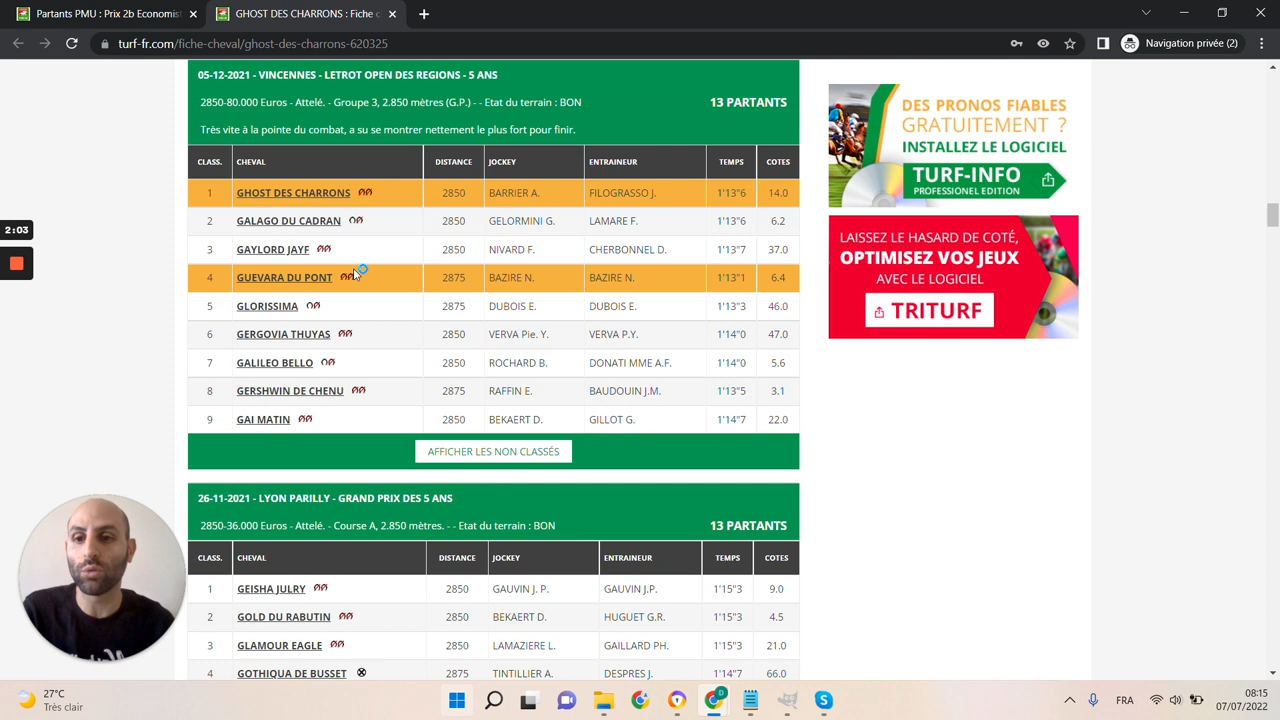 Partants PMU : 3em prix du G
Fiche cheval : GHOST DES CHA
turf-fr.com/fiche-cheval/ghost-des-charrons-620325
Navigation privée (2)
05-12-2021 - VINCENNES - LETROT OPEN DES REGIONS - 5 ANS
2850-80.000 Euros - Attelé. - Groupe 3, 2.850 mètres (G.P.) - - Etat du terrain : BON
13 PARTANTS
Très vite à la pointe du combat, a su se montrer nettement le plus fort pour finir.
CLASS. CHEVAL DISTANCE JOCKEY ENTRAINEUR TEMPS COTES
1 GHOST DES CHARRONS 2850 BARRIER A. FILOGRASSO J. 1'13"6 14.0
2 GALAGO DU CADRAN 2850 GELORMINI G. LAMARE F. 1'13"6 6.2
3 GAYLORD JAYF 2850 NIVARD F. CHERBONNEL D. 1'13"7 37.0
4 GUEVARA DU PONT 2875 BAZIRE N. BAZIRE N. 1'13"1 6.4
5 GLORISSIMA 2875 DUBOIS E. DUBOIS E. 1'13"3 46.0
6 GERGOVIA THUYAS 2850 VERVA Pie. Y. VERVA P.Y. 1'14"0 47.0
7 GALILEO BELLO 2850 ROCHARD B. DONATI MME A.F. 1'14"0 5.6
8 GERSHWIN DE CHENU 2875 RAFFIN E. BAUDOUIN J.M. 1'13"5 3.1
9 GAI MATIN 2850 BEKAERT D. GILLOT G. 1'14"7 22.0
AFFICHER LES NON CLASSÉS
26-11-2021 - LYON PARILLY - GRAND PRIX DES 5 ANS
2850-36.000 Euros - Attelé. - Course A, 2.850 mètres. - - Etat du terrain : BON
13 PARTANTS
CLASS. CHEVAL DISTANCE JOCKEY ENTRAINEUR TEMPS COTES
1 GEISHA JULRY 2850 GAUVIN J. P. GAUVIN J.P. 1'15"3 9.0
2 GOLD DU RABUTIN 2850 BEKAERT D. HUGUET G.R. 1'15"3 4.5
3 GLAMOUR EAGLE 2850 LAMAZIERE L. GAILLARD PH. 1'15"3 21.0
4 GOTHIQUA DE BUSSET 2875 TINTILLIER A. DESPRES J. 1'14"7 66.0
DES PRONOS FIABLES
GRATUITEMENT ?
INSTALLEZ LE LOGICIEL
TURF-INFO
PROFESSIONEL EDITION
LAISSEZ LE HASARD DE COTÉ,
OPTIMISEZ VOS JEUX
AVEC LE LOGICIEL
TRITURF
2:03
27°C
Très clair
FRA
08:15
07/07/2022